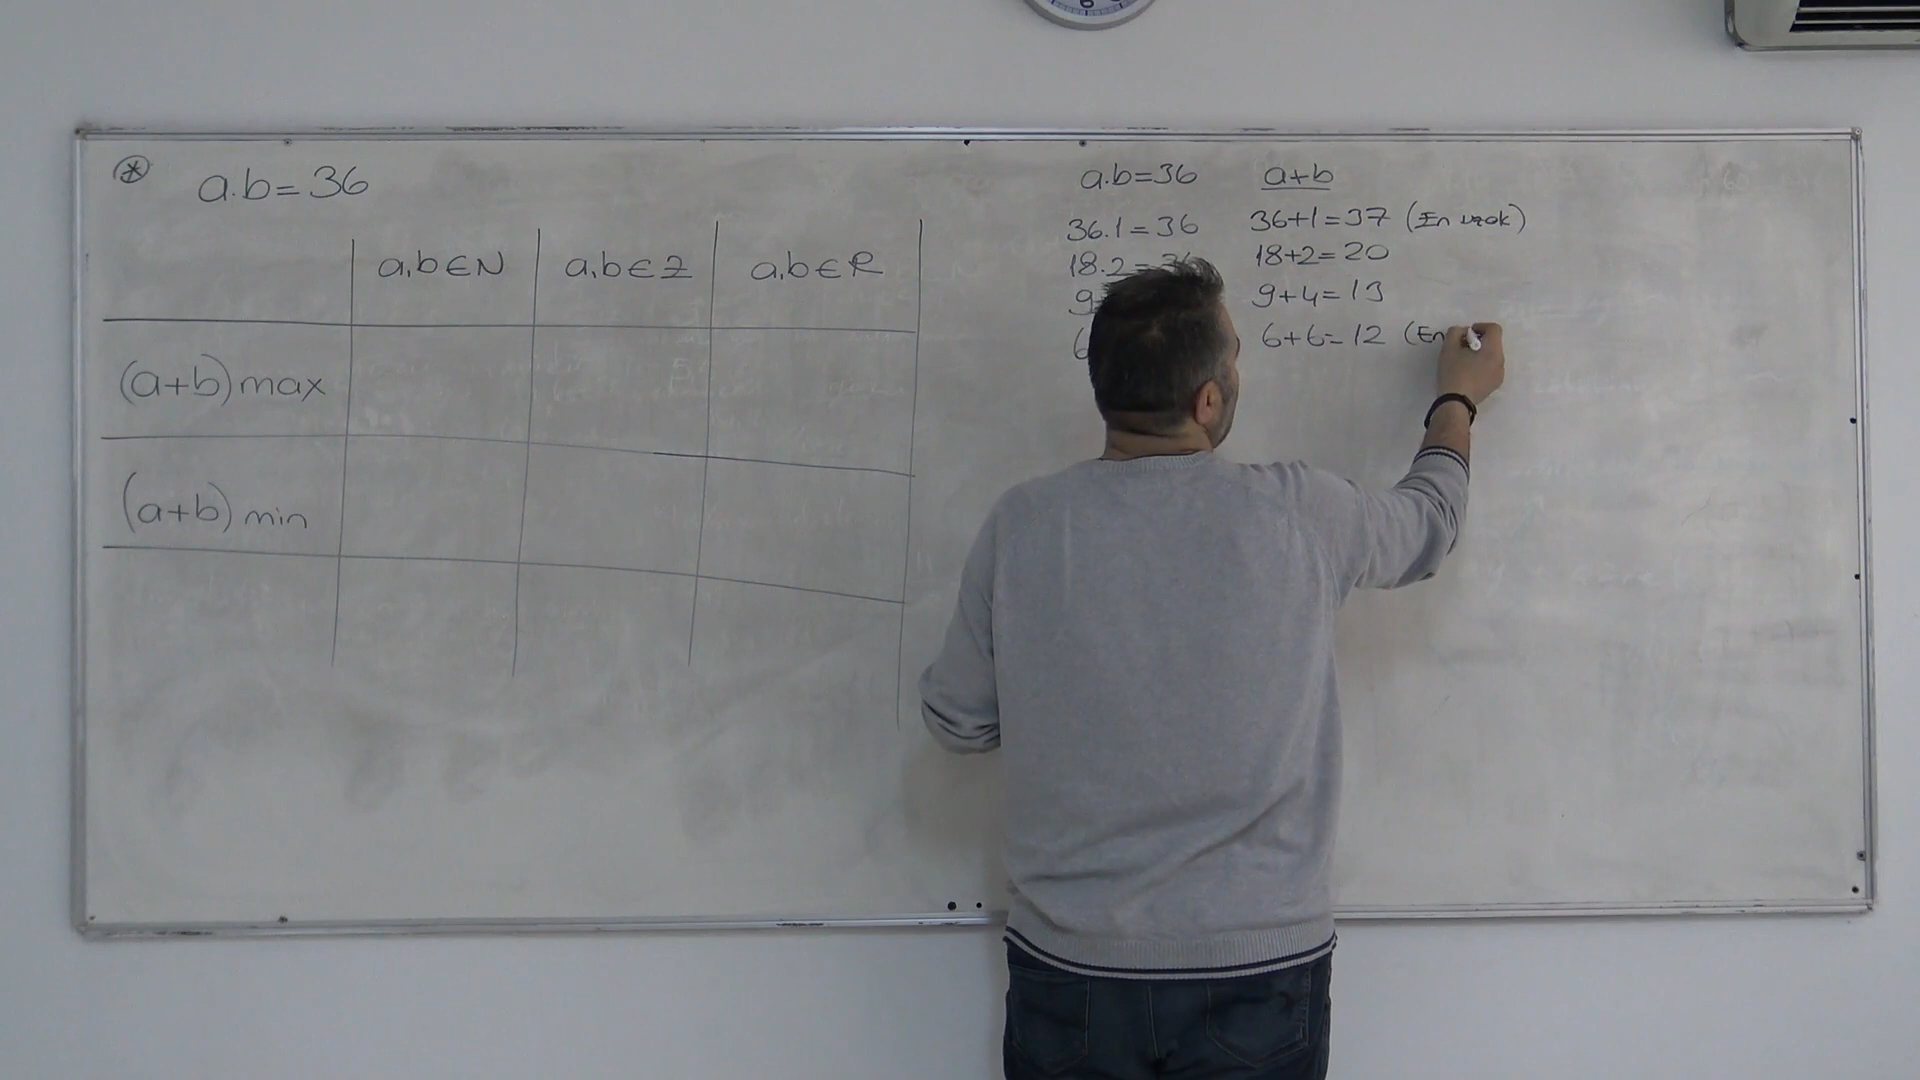 * a.b=36
a,b∈N a,b∈Z a,b∈R
(a+b) max
(a+b) min
a.b=36 a+b
36.1=36 36+1=37 (En uzak)
18.2=36 18+2=20
9 9+4=13
6 6+6=12 (En